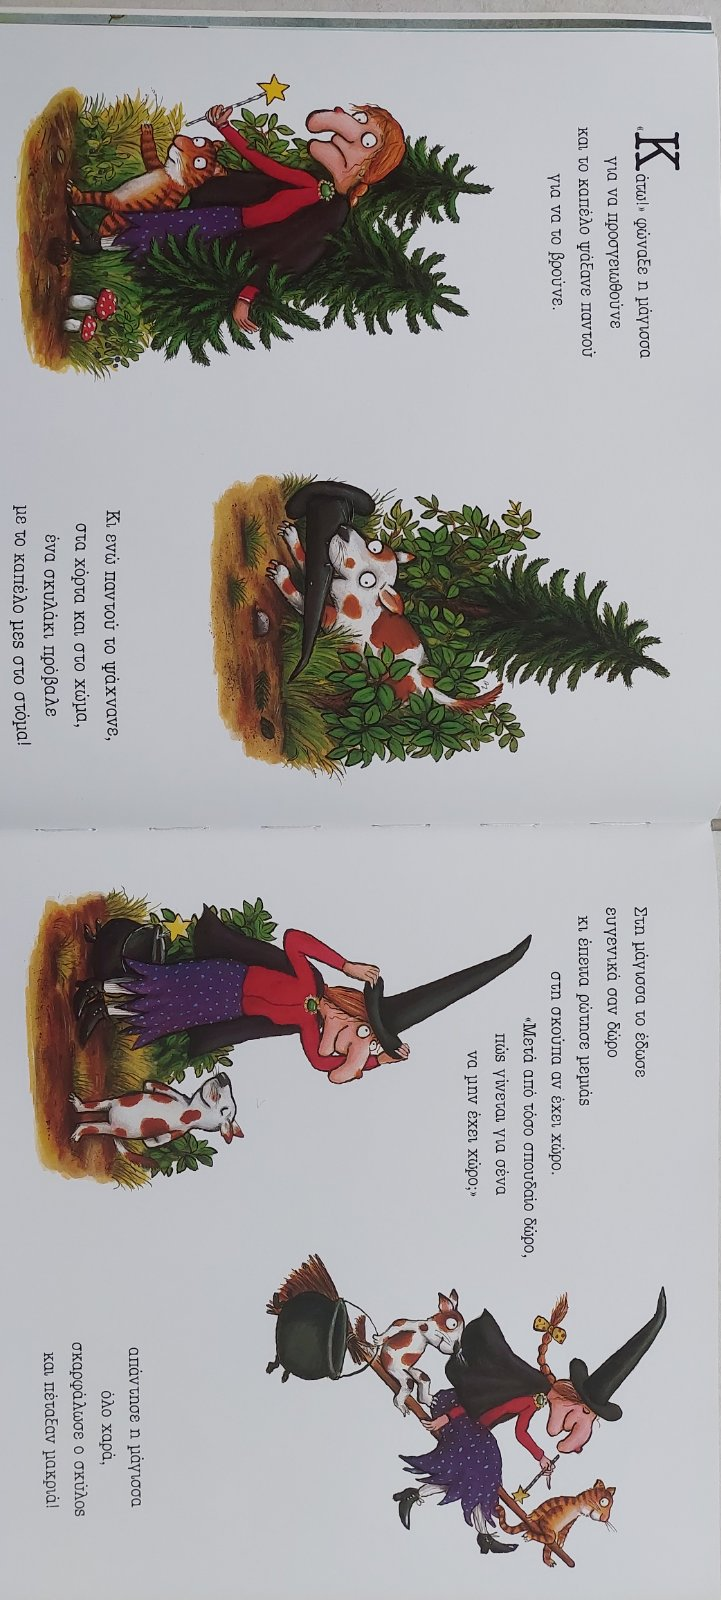 «Κάτω!» φώναξε η μάγισσα
για να προσγειωθούνε
και το καπέλο ψάξανε παντού
για να το βρούνε.
Κι ενώ παντού το ψάχνανε,
στα χόρτα και στο χώμα,
ένα σκυλάκι πρόβαλε
με το καπέλο μες στο στόμα!
Στη μάγισσα το έδωσε
ευγενικά σαν δώρο
κι έπειτα ρώτησε μεμιάς
στη σκούπα αν έχει χώρο.
«Μετά από τόσο σπουδαίο δώρο,
πώς γίνεται για σένα
να μην έχει χώρο;»
απάντησε η μάγισσα
όλο χαρά,
σκαρφάλωσε ο σκύλος
και πέταξαν μακριά!